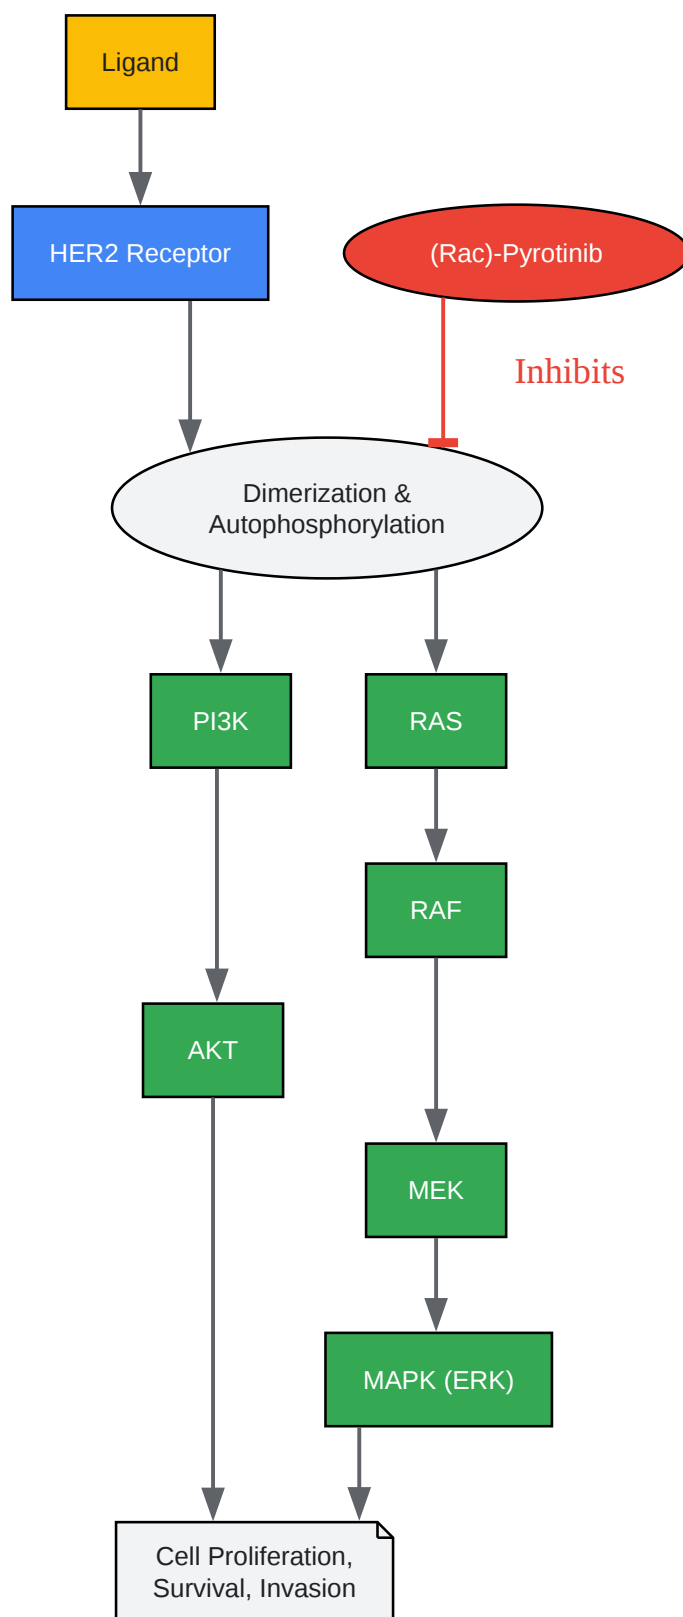 Ligand
HER2 Receptor
(Rac)-Pyrotinib
Inhibits
Dimerization &
Autophosphorylation
PI3K
RAS
RAF
AKT
MEK
MAPK (ERK)
Cell Proliferation,
Survival, Invasion